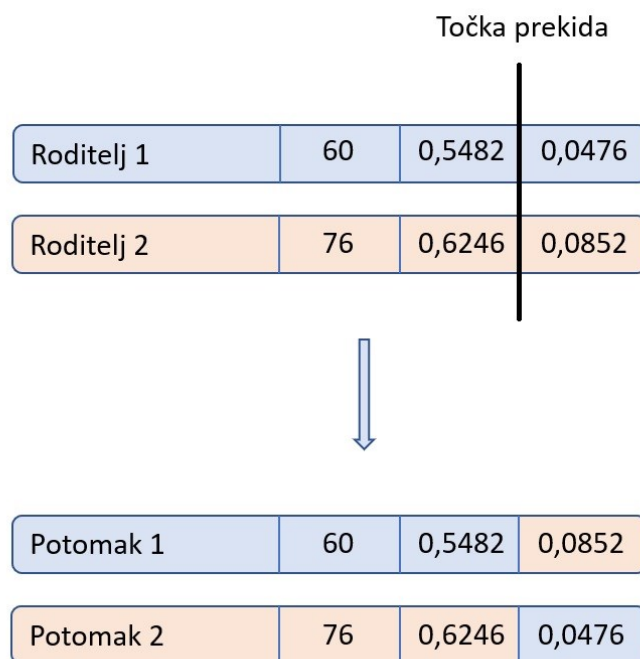 Točka prekida
Roditelj 1 60 0,5482 0,0476
Roditelj 2 76 0,6246 0,0852
Potomak 1 60 0,5482 0,0852
Potomak 2 76 0,6246 0,0476